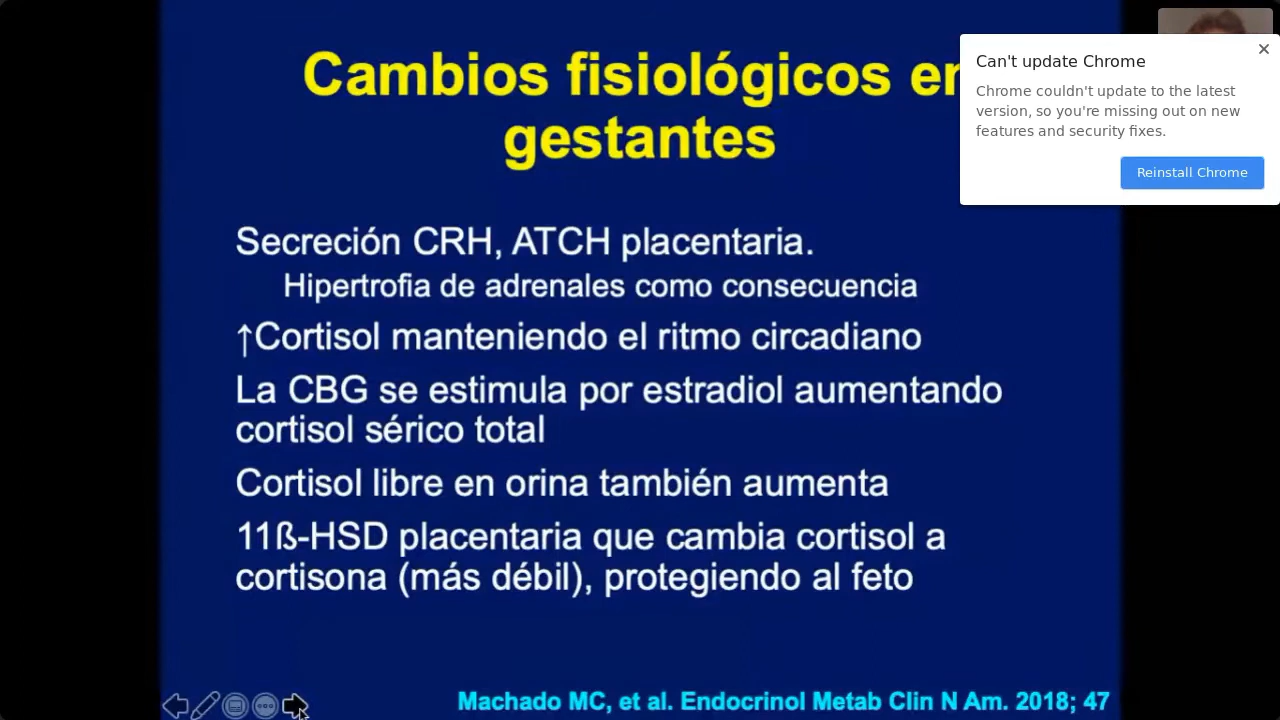 Cambios fisiológicos en
gestantes
Can't update Chrome
Chrome couldn't update to the latest
version, so you're missing out on new
features and security fixes.
Reinstall Chrome
Secreción CRH, ATCH placentaria.
Hipertrofia de adrenales como consecuencia
↑Cortisol manteniendo el ritmo circadiano
La CBG se estimula por estradiol aumentando
cortisol sérico total
Cortisol libre en orina también aumenta
11ß-HSD placentaria que cambia cortisol a
cortisona (más débil), protegiendo al feto
Machado MC, et al. Endocrinol Metab Clin N Am. 2018; 47